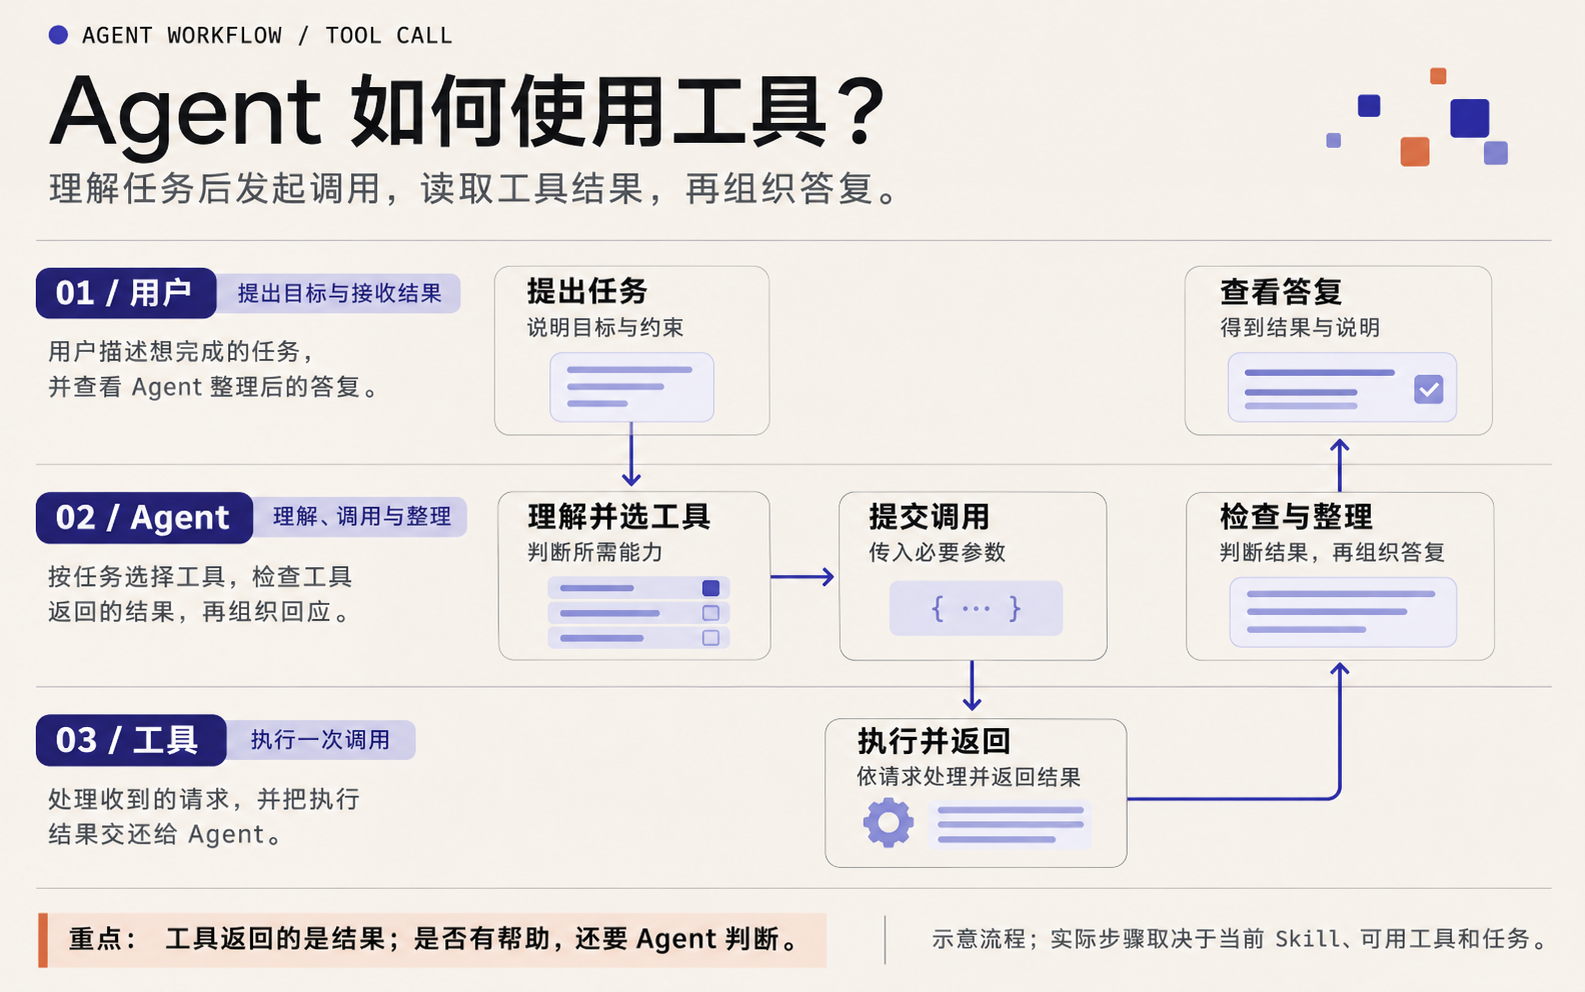 AGENT WORKFLOW / TOOL CALL
Agent 如何使用工具？
理解任务后发起调用，读取工具结果，再组织答复。
01 / 用户
提出目标与接收结果
用户描述想完成的任务，
并查看 Agent 整理后的答复。
提出任务
说明目标与约束
查看答复
得到结果与说明
02 / Agent
理解、调用与整理
按任务选择工具，检查工具
返回的结果，再组织回应。
理解并选工具
判断所需能力
提交调用
传入必要参数
{ ··· }
检查与整理
判断结果，再组织答复
03 / 工具
执行一次调用
处理收到的请求，并把执行
结果交还给 Agent。
执行并返回
依请求处理并返回结果
重点： 工具返回的是结果；是否有帮助，还要 Agent 判断。
示意流程；实际步骤取决于当前 Skill、可用工具和任务。